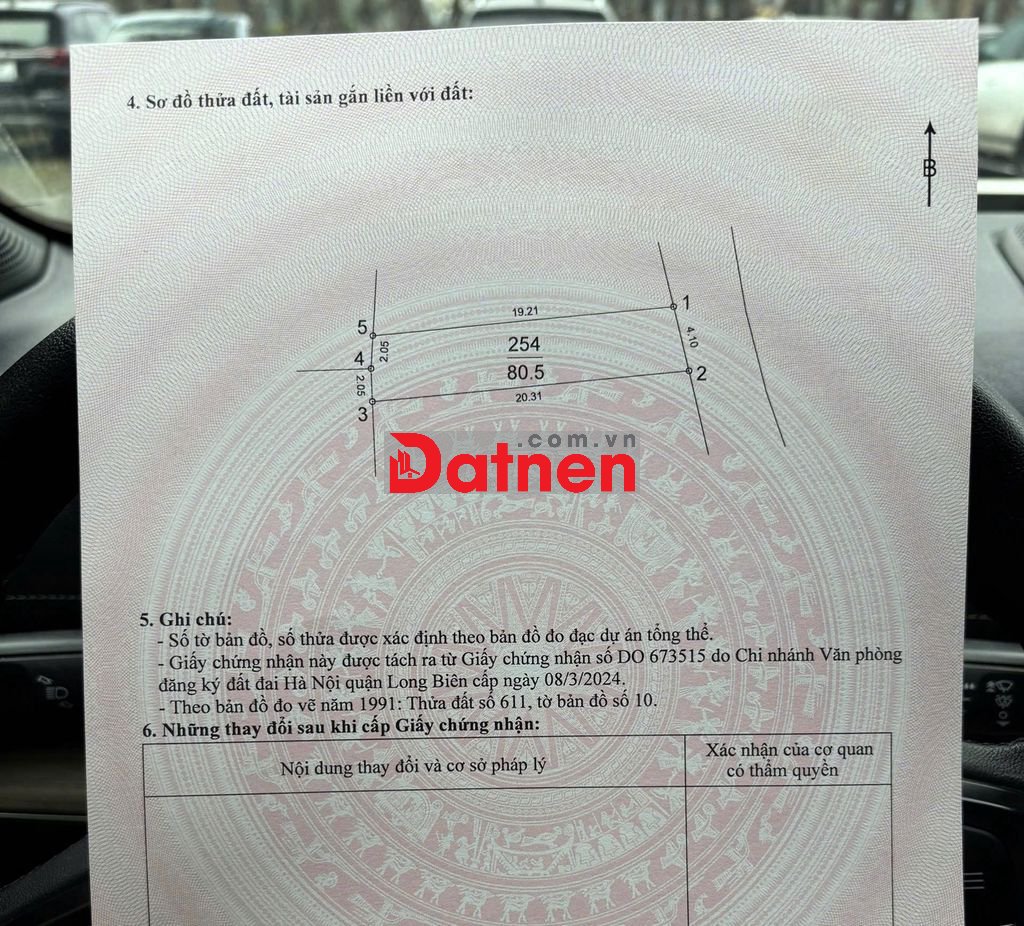 4. Sơ đồ thửa đất, tài sản gắn liền với đất:
B
1
19.21
5
4.10
2.05
254
4
80.5
2
2.05
20.31
3
.com.vn
Datnen
5. Ghi chú:
- Số tờ bản đồ, số thửa được xác định theo bản đồ đo đạc dự án tổng thể.
- Giấy chứng nhận này được tách ra từ Giấy chứng nhận số DO 673515 do Chi nhánh Văn phòng
đăng ký đất đai Hà Nội quận Long Biên cấp ngày 08/3/2024.
- Theo bản đồ đo vẽ năm 1991: Thửa đất số 611, tờ bản đồ số 10.
6. Những thay đổi sau khi cấp Giấy chứng nhận:
Nội dung thay đổi và cơ sở pháp lý
Xác nhận của cơ quan
có thẩm quyền